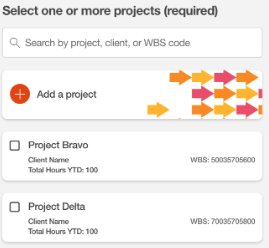 Select one or more projects (required)
Search by project, client, or WBS code
Add a project
Project Bravo
Client Name WBS: 50035705600
Total Hours YTD: 100
Project Delta
Client Name WBS: 70035705800
Total Hours YTD: 100